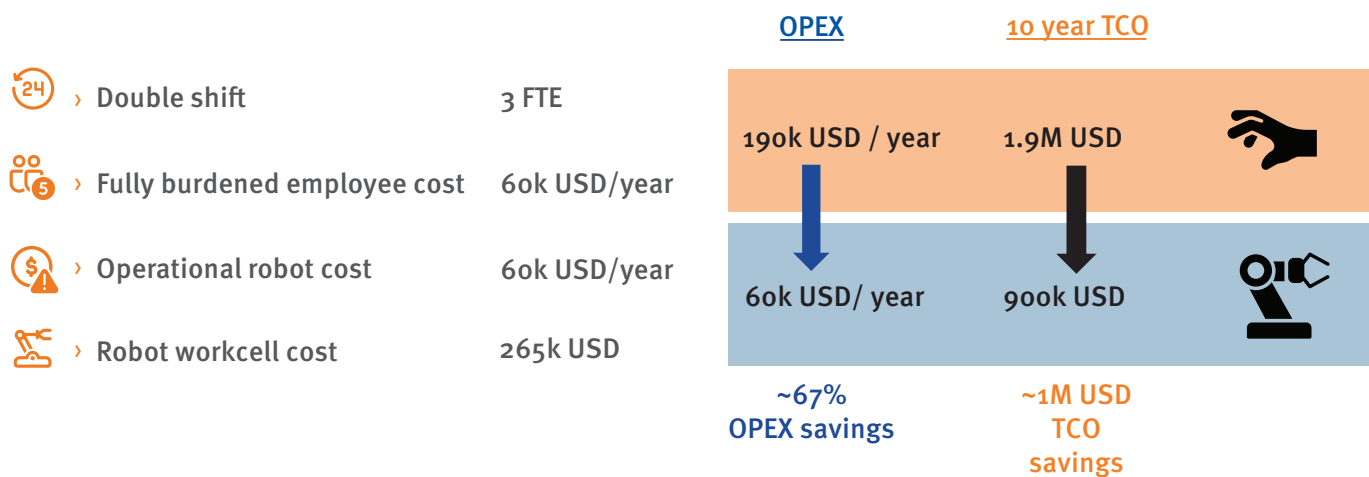 OPEX 10 year TCO
24 › Double shift 3 FTE
190k USD / year 1.9M USD
5 › Fully burdened employee cost 60k USD/year
$ › Operational robot cost 60k USD/year
60k USD/ year 900k USD
› Robot workcell cost 265k USD
~67%
OPEX savings
~1M USD
TCO
savings